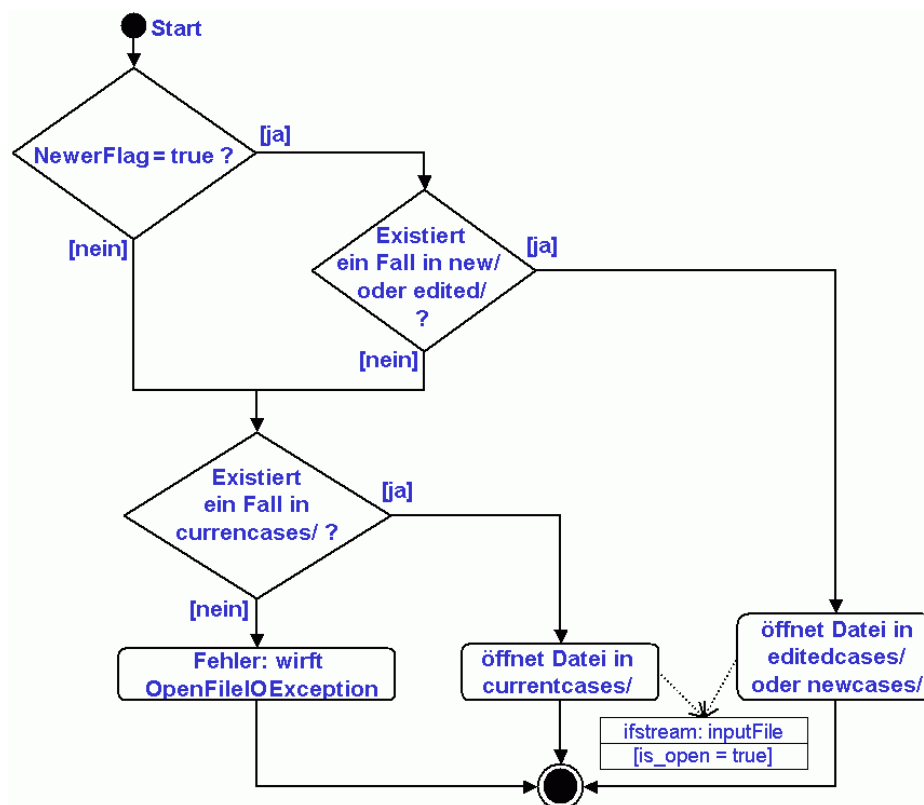 Start
NewerFlag = true ?
[ja]
[nein]
Existiert
ein Fall in new/
oder edited/
?
[ja]
[nein]
Existiert
ein Fall in
currencases/ ?
[ja]
[nein]
Fehler: wirft
OpenFileIOException
öffnet Datei in
currentcases/
öffnet Datei in
editedcases/
oder newcases/
ifstream: inputFile
[is_open = true]